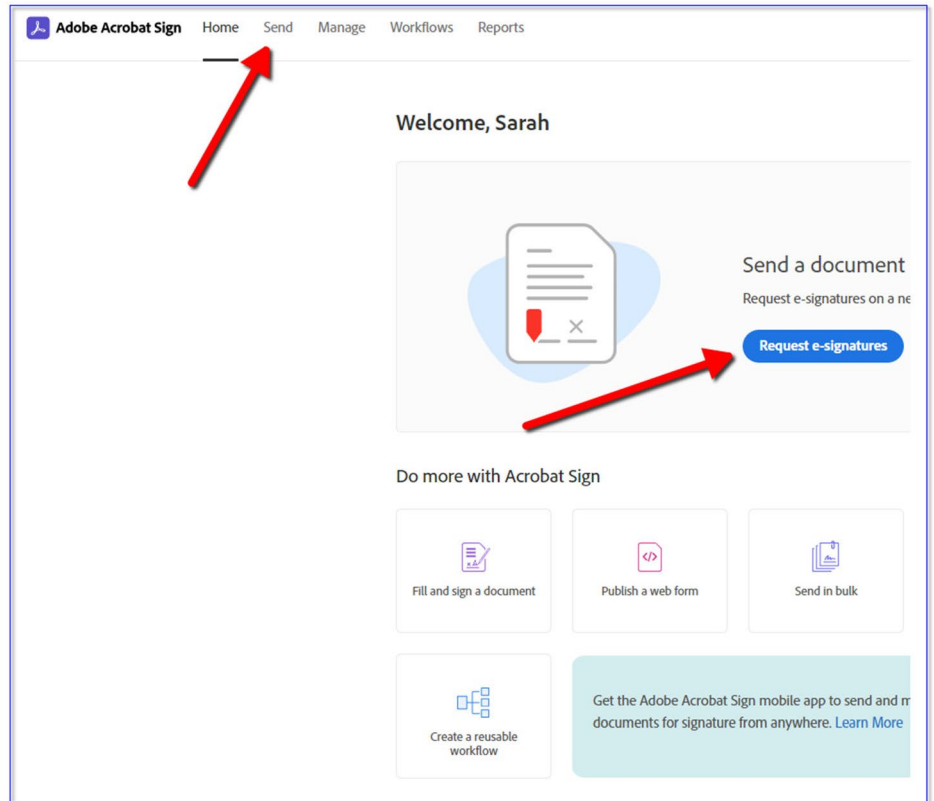 Adobe Acrobat Sign Home Send Manage Workflows Reports
Welcome, Sarah
Send a document
Request e-signatures on a ne
Request e-signatures
Do more with Acrobat Sign
Fill and sign a document
Publish a web form
Send in bulk
Create a reusable
workflow
Get the Adobe Acrobat Sign mobile app to send and m
documents for signature from anywhere. Learn More